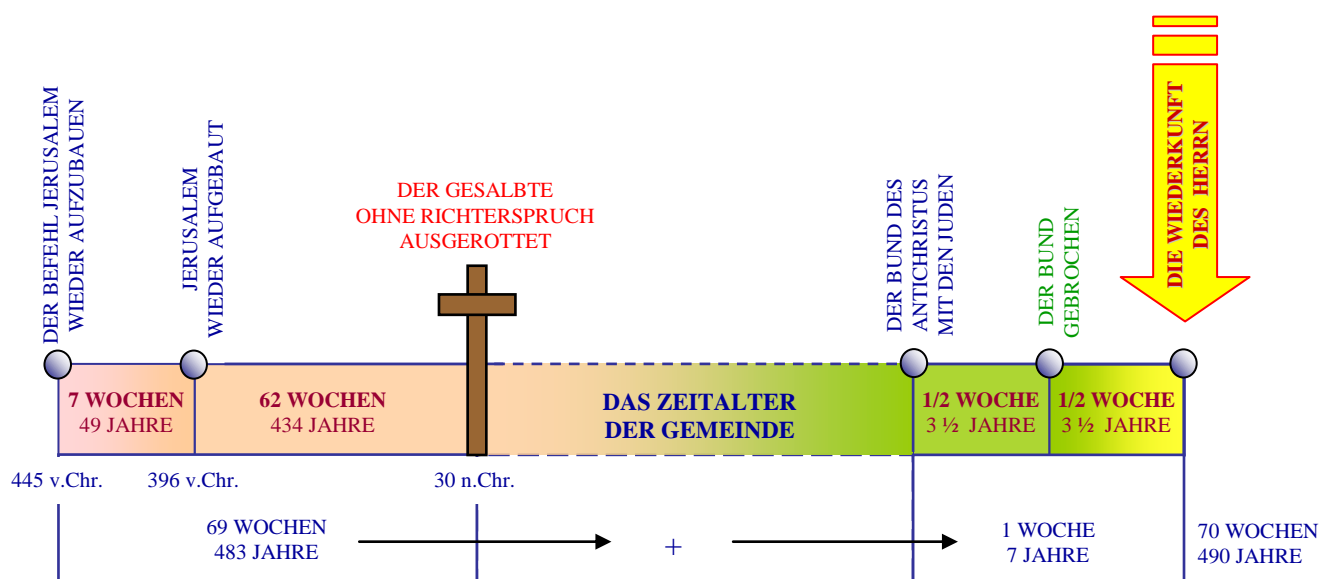 DER BEFEHL JERUSALEM
WIEDER AUFZUBAUEN
JERUSALEM
WIEDER AUFGEBAUT
DER GESALBTE
OHNE RICHTERSPRUCH
AUSGEROTTET
DER BUND DES
ANTICHRISTUS
MIT DEN JUDEN
DER BUND
GEBROCHEN
DIE WIEDERKUNFT
DES HERRN
7 WOCHEN
49 JAHRE
62 WOCHEN
434 JAHRE
DAS ZEITALTER
DER GEMEINDE
1/2 WOCHE
3 ½ JAHRE
1/2 WOCHE
3 ½ JAHRE
445 v.Chr.
396 v.Chr.
30 n.Chr.
69 WOCHEN
483 JAHRE
+
1 WOCHE
7 JAHRE
70 WOCHEN
490 JAHRE